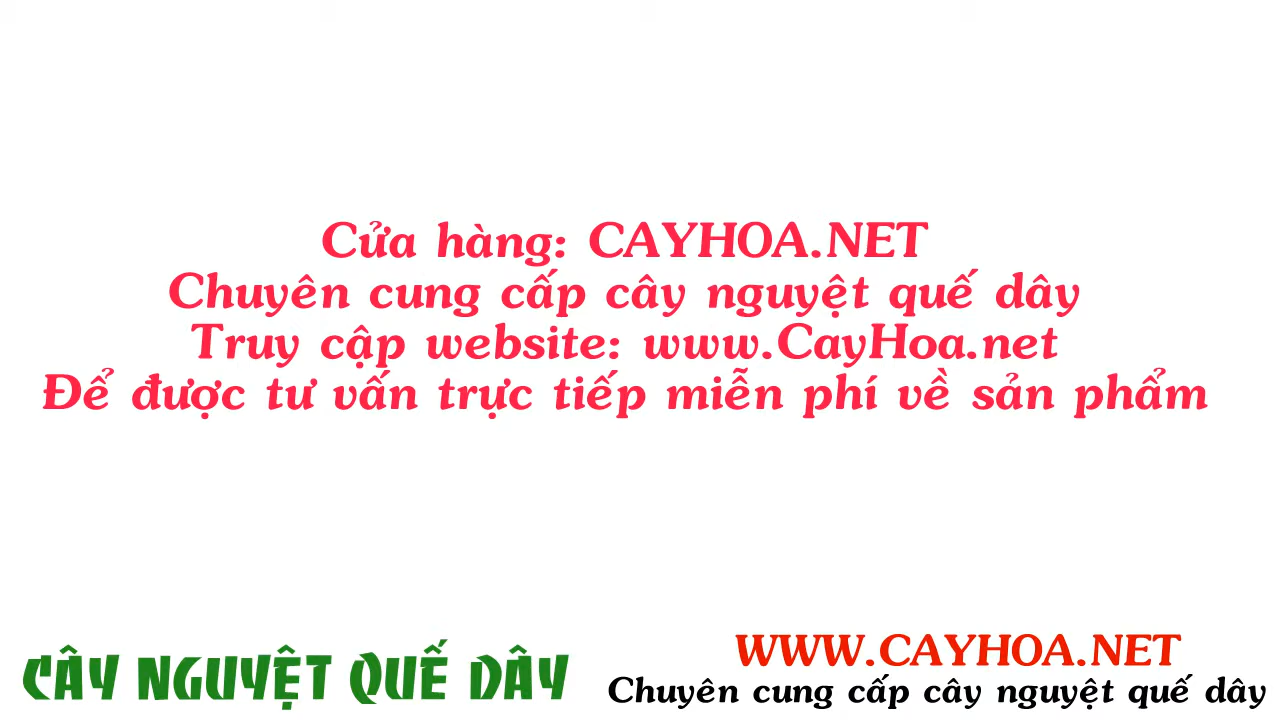 Cửa hàng: CAYHOA.NET
Chuyên cung cấp cây nguyệt quế dây
Truy cập website: www.CayHoa.net
Để được tư vấn trực tiếp miễn phí về sản phẩm
CÂY NGUYỆT QUẾ DÂY
WWW.CAYHOA.NET
Chuyên cung cấp cây nguyệt quế dây